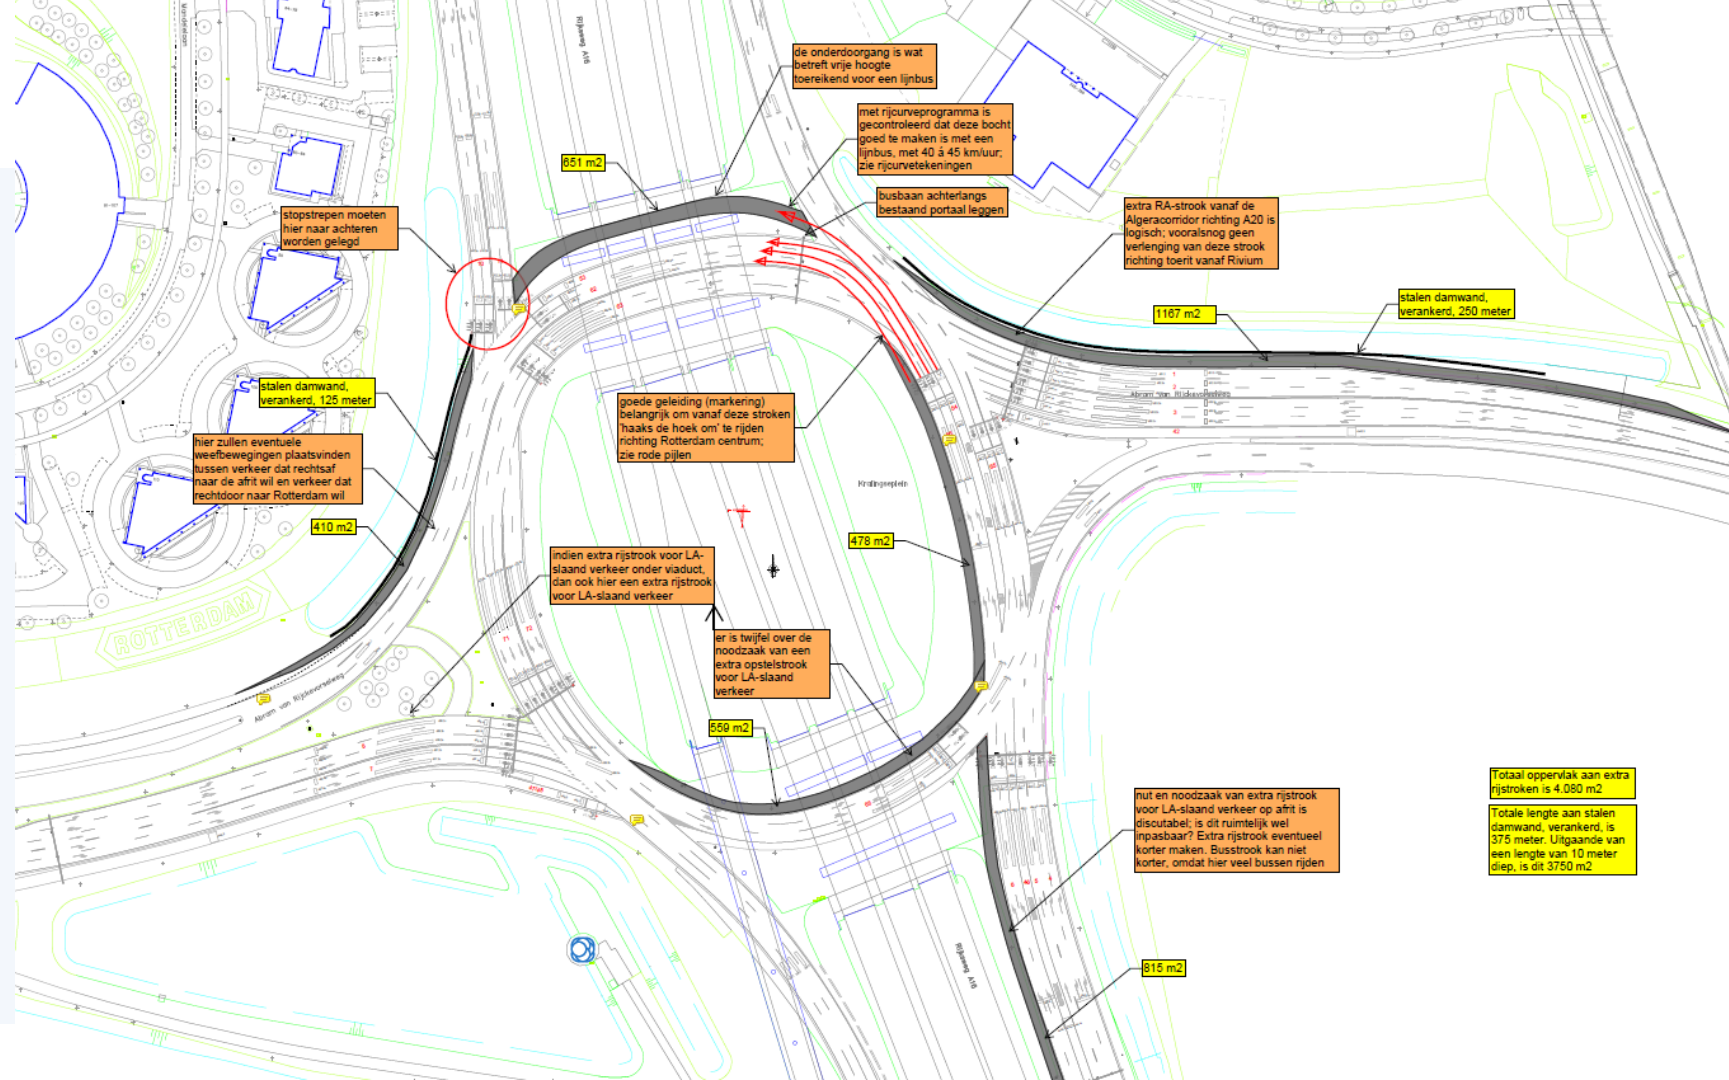 Rijksweg A16
de onderdoorgang is wat
betreft vrije hoogte
toereikend voor een lijnbus
met rijcurveprogramma is
gecontroleerd dat deze bocht
goed te maken is met een
lijnbus, met 40 á 45 km/uur;
zie rijcurvetekeningen
651 m2
busbaan achterlangs
bestaand portaal leggen
stopstrepen moeten
hier naar achteren
worden gelegd
extra RA-strook vanaf de
Algeracorridor richting A20 is
logisch; vooralsnog geen
verlenging van deze strook
richting toerit vanaf Rivium
1167 m2
stalen damwand,
verankerd, 250 meter
stalen damwand,
verankerd, 125 meter
goede geleiding (markering)
belangrijk om vanaf deze stroken
'haaks de hoek om' te rijden
richting Rotterdam centrum;
zie rode pijlen
Abram van Rijckevorselweg
hier zullen eventuele
weefbewegingen plaatsvinden
tussen verkeer dat rechtsaf
naar de afrit wil en verkeer dat
rechtdoor naar Rotterdam wil
Kralingseplein
410 m2
478 m2
indien extra rijstrook voor LA-
slaand verkeer onder viaduct,
dan ook hier een extra rijstrook
voor LA-slaand verkeer
ROTTERDAM
er is twijfel over de
noodzaak van een
extra opstelstrook
voor LA-slaand
verkeer
Abram van Rijckevorselweg
559 m2
Totaal oppervlak aan extra
rijstroken is 4.080 m2
nut en noodzaak van extra rijstrook
voor LA-slaand verkeer op afrit is
discutabel; is dit ruimtelijk wel
inpasbaar? Extra rijstrook eventueel
korter maken. Busstrook kan niet
korter, omdat hier veel bussen rijden
Totale lengte aan stalen
damwand, verankerd, is
375 meter. Uitgaande van
een lengte van 10 meter
diep, is dit 3750 m2
Rijksweg A16
815 m2